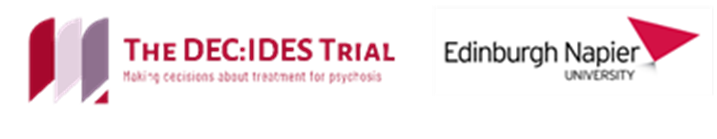 THE DEC:IDES TRIAL
Making decisions about treatment for psychosis
Edinburgh Napier
UNIVERSITY